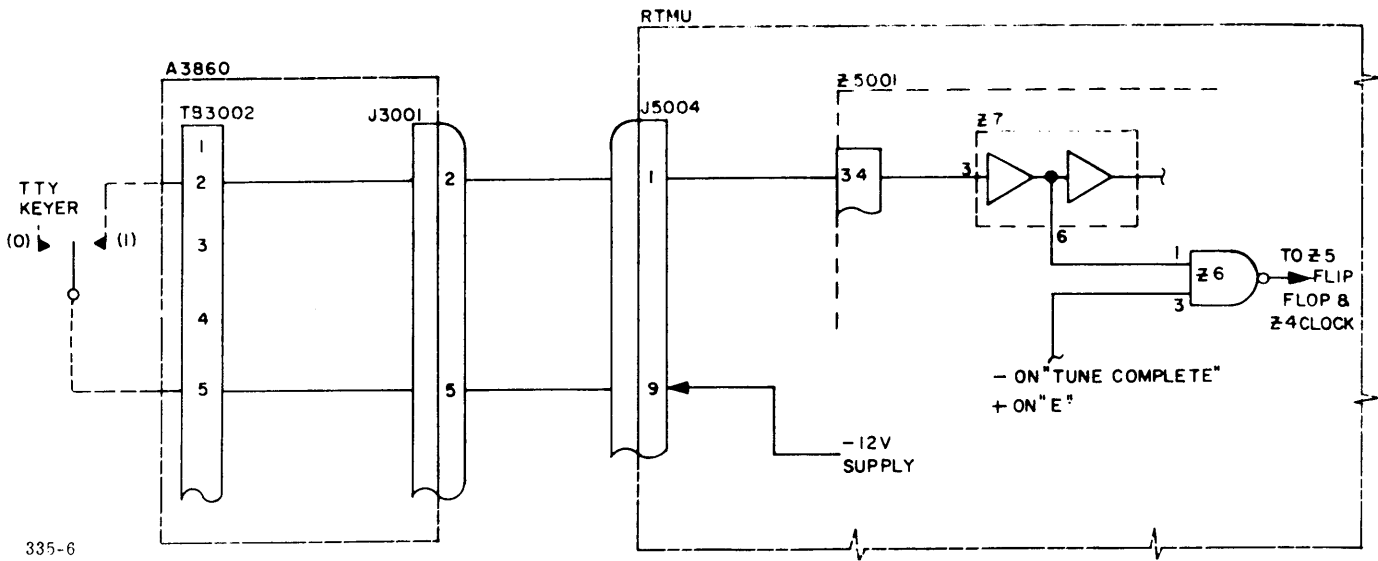 RTMU
A3860
TB3002
J3001
J5004
Z5001
Z7
1
2
3
4
5
2
5
1
9
34
3
6
TTY
KEYER
(0)
(1)
1
3
Z6
TO Z5
FLIP
FLOP &
Z4 CLOCK
- ON "TUNE COMPLETE"
+ ON "E"
-12V
SUPPLY
335-6